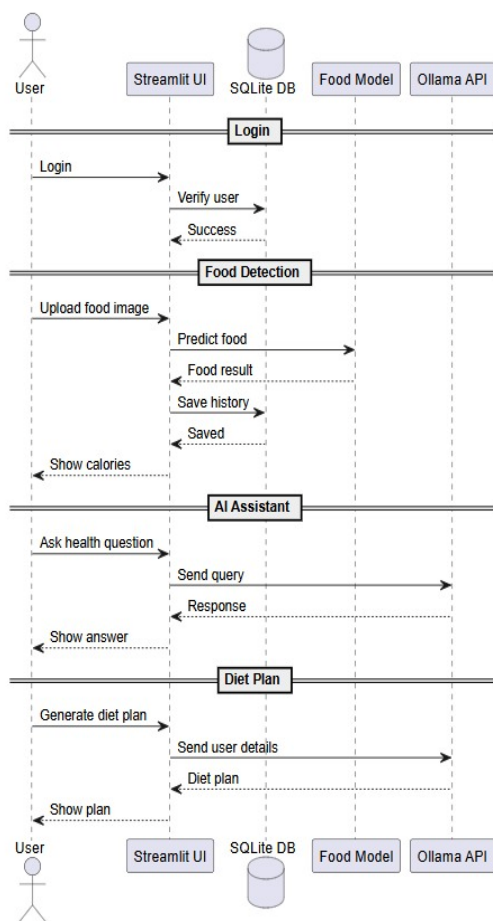 User
Streamlit UI
SQLite DB
Food Model
Ollama API
Login
Login
Verify user
Success
Food Detection
Upload food image
Predict food
Food result
Save history
Saved
Show calories
AI Assistant
Ask health question
Send query
Response
Show answer
Diet Plan
Generate diet plan
Send user details
Diet plan
Show plan
User
Streamlit UI
SQLite DB
Food Model
Ollama API